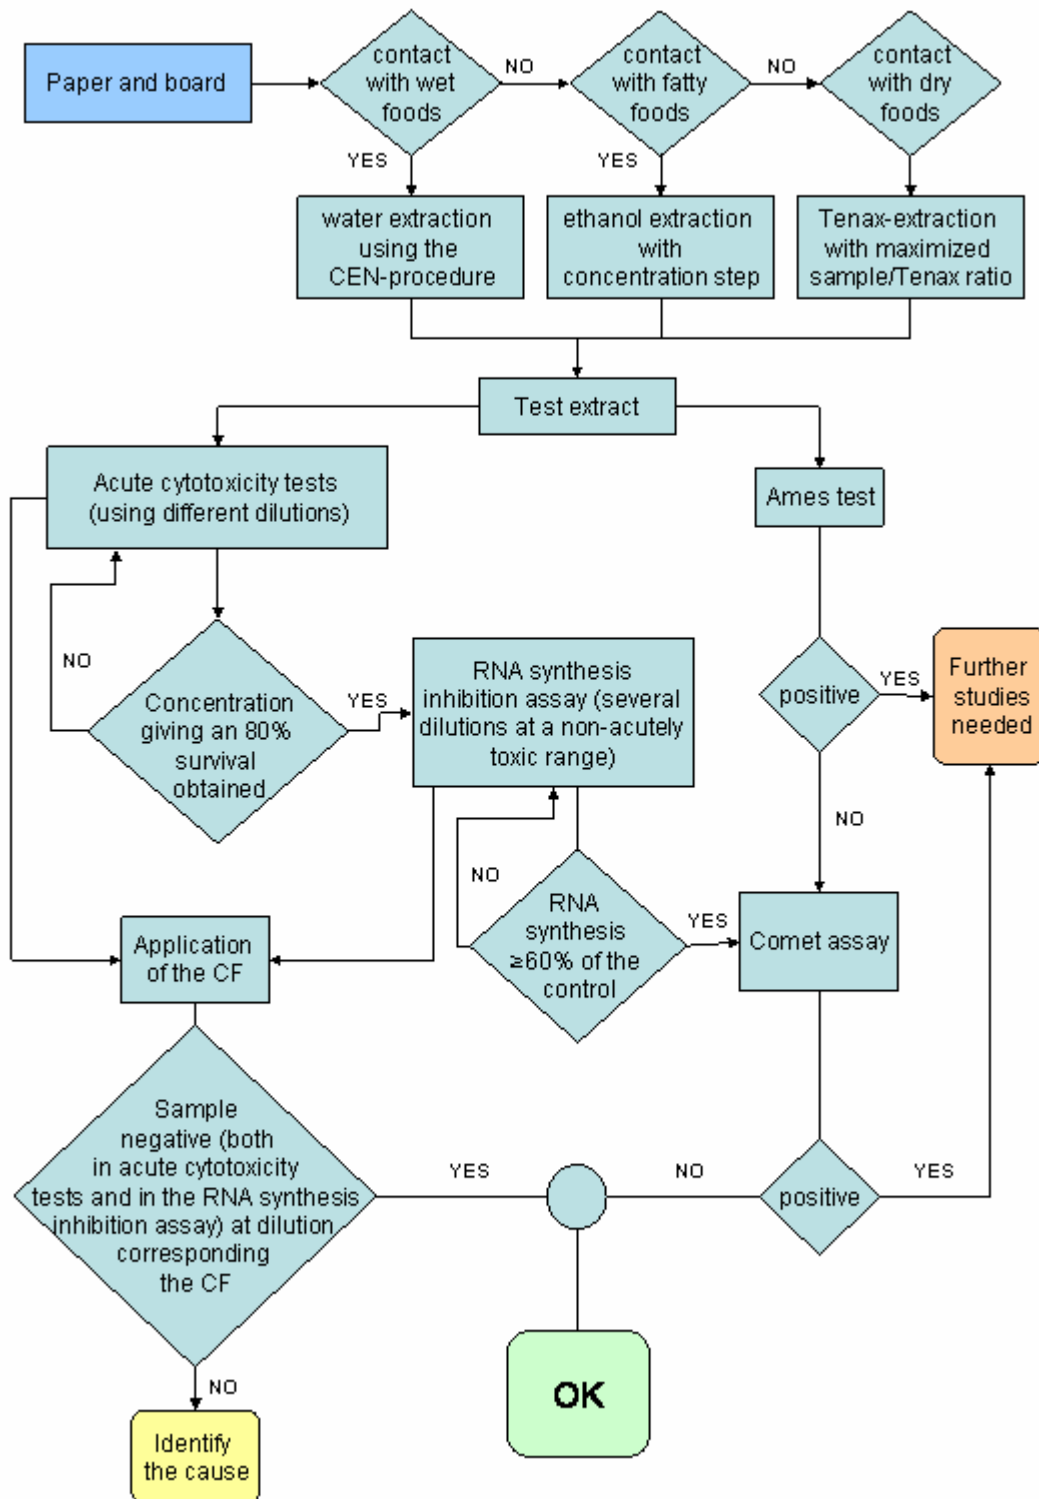 Paper and board
contact
with wet
foods
NO
contact
with fatty
foods
NO
contact
with dry
foods
YES
YES
water extraction
using the
CEN-procedure
ethanol extraction
with
concentration step
Tenax-extraction
with maximized
sample/Tenax ratio
Test extract
Acute cytotoxicity tests
(using different dilutions)
Ames test
NO
Concentration
giving an 80%
survival
obtained
YES
RNA synthesis
inhibition assay (several
dilutions at a non-acutely
toxic range)
positive
YES
Further
studies
needed
NO
NO
RNA
synthesis
≥60% of the
control
YES
Comet assay
Application
of the CF
Sample
negative (both
in acute cytotoxicity
tests and in the RNA synthesis
inhibition assay) at dilution
corresponding
the CF
YES
NO
positive
YES
OK
NO
Identify
the cause